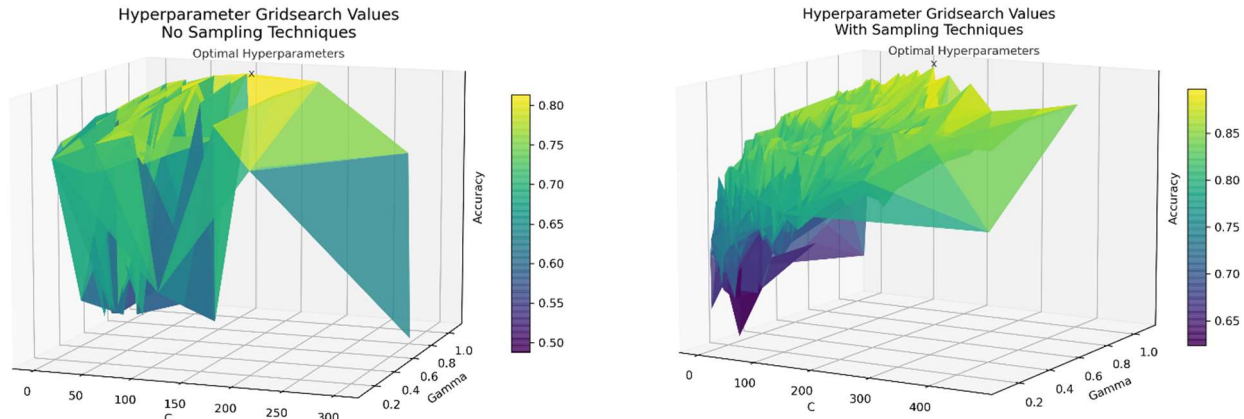 Hyperparameter Gridsearch Values
No Sampling Techniques
Optimal Hyperparameters
x
0.80
0.75
0.70
0.65
0.60
0.55
0.50
Accuracy
1.0
0.8
0.6
0.4
0.2
Gamma
0
50
100
150
200
250
300
C
Hyperparameter Gridsearch Values
With Sampling Techniques
Optimal Hyperparameters
x
0.85
0.80
0.75
0.70
0.65
Accuracy
1.0
0.8
0.6
0.4
0.2
Gamma
0
100
200
300
400
C